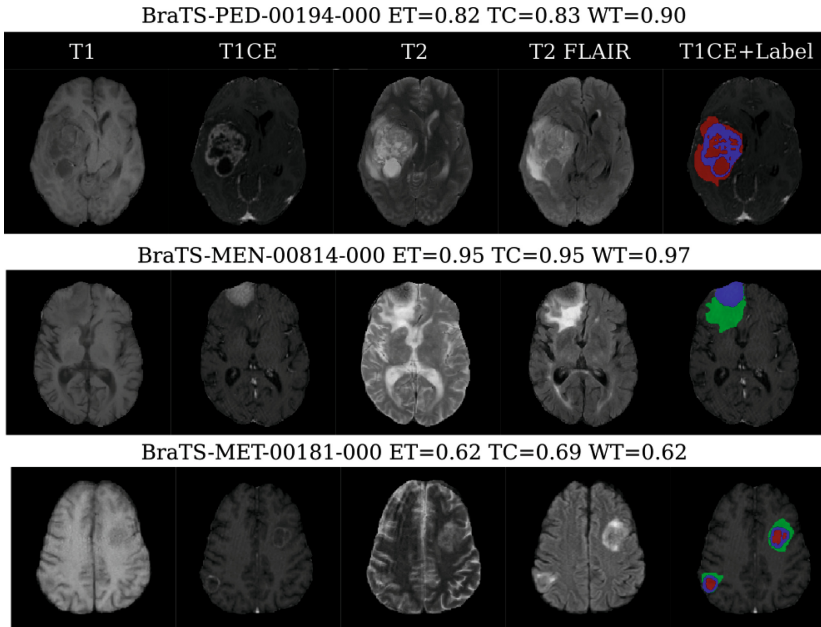 BraTS-PED-00194-000 ET=0.82 TC=0.83 WT=0.90
T1 T1CE T2 T2 FLAIR T1CE+Label
BraTS-MEN-00814-000 ET=0.95 TC=0.95 WT=0.97
BraTS-MET-00181-000 ET=0.62 TC=0.69 WT=0.62